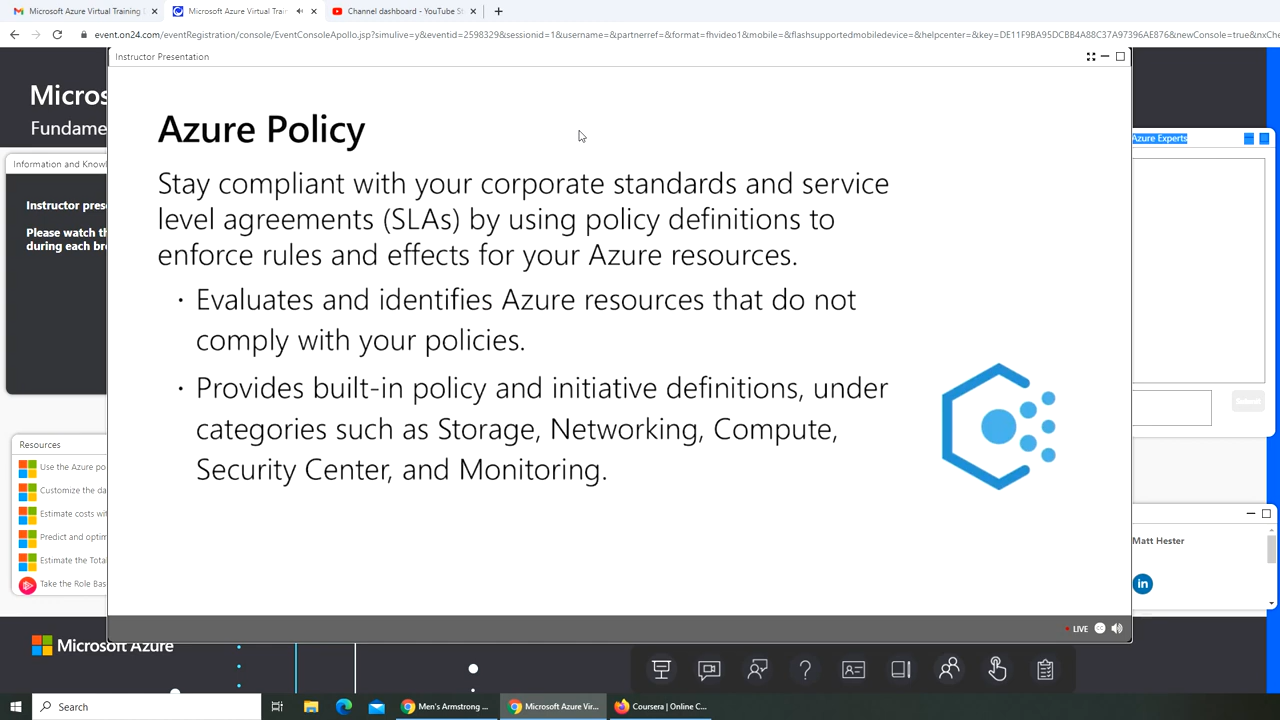 Microsoft Azure Virtual Training
Microsoft Azure Virtual Train
Channel dashboard - YouTube St
event.on24.com/eventRegistration/console/EventConsoleApollo.jsp?simulive=y&eventid=2598329&sessionid=1&username=&partnerref=&format=fhvideo1&mobile=&flashsupportedmobiledevice=&helpcenter=&key=DE11F9BA95DCBB4A88C37A97396AE876&newConsole=true&nxChe
Instructor Presentation
Micros
Fundame
Azure Policy
Stay compliant with your corporate standards and service
level agreements (SLAs) by using policy definitions to
enforce rules and effects for your Azure resources.
• Evaluates and identifies Azure resources that do not
comply with your policies.
• Provides built-in policy and initiative definitions, under
categories such as Storage, Networking, Compute,
Security Center, and Monitoring.
Information and Knowl
Instructor pres
Please watch th
during each br
Resources
Use the Azure po
Customize the da
Estimate costs wi
Predict and optim
Estimate the Tota
Take the Role Bas
Azure Experts
Submit
Matt Hester
in
LIVE
CC
Microsoft Azure
Search
Men's Armstrong ...
Microsoft Azure Vir...
Coursera | Online C...